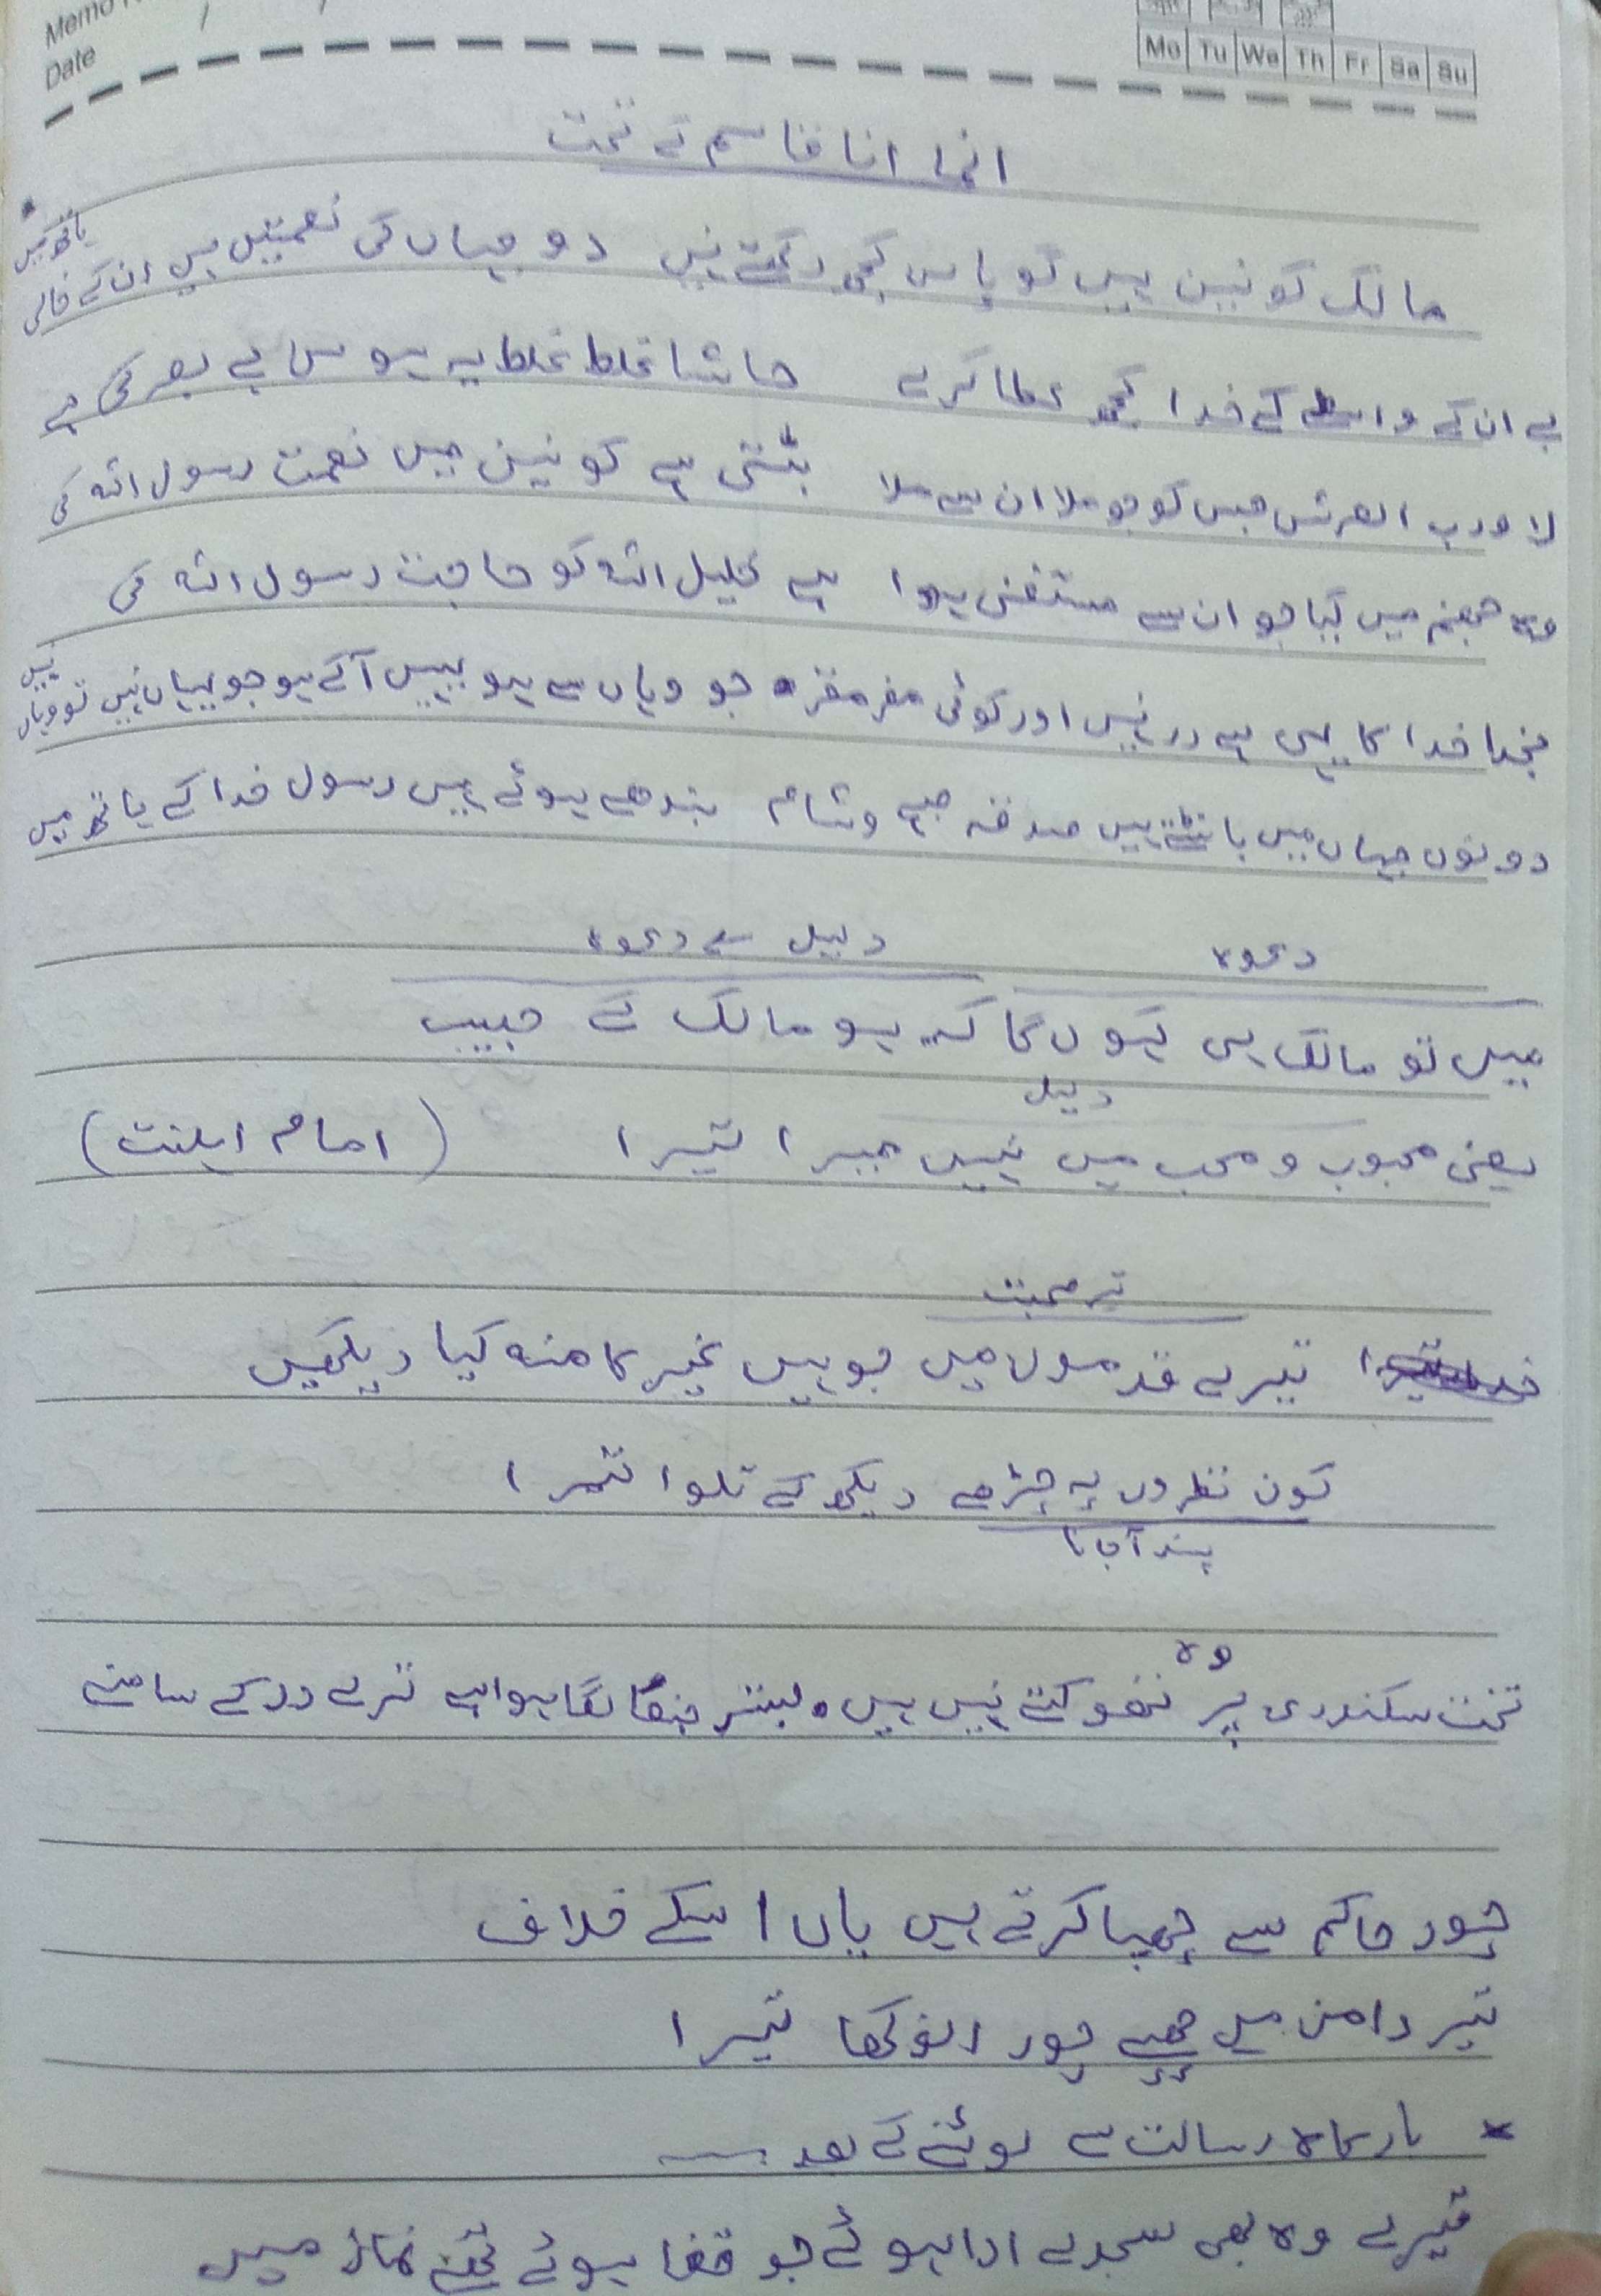 Memo
Date / /
Mo Tu We Th Fr Sa Su
انما انا قاسم کے تحت
مالک کونین ہیں گو پاس کچھ رکھتے نہیں دو جہاں کی نعمتیں ہیں ان کے خالی ہاتھ میں
بے ان کے واسطے کے خدا کچھ عطا کرے حاشا غلط غلط یہ ہوس بے بصر کی ہے
لا ورب العرش جس کو جو ملا ان سے ملا بٹتی ہے کونین میں نعمت رسول اللہ کی
وہ جہنم میں گیا جو ان سے مستغنی ہوا ہے خلیل اللہ کو حاجت رسول اللہ کی
بخدا خدا کا یہی ہے در نہیں اور کوئی مفر مقر جو وہاں سے ہو یہیں آکے ہو جو یہاں نہیں تو وہاں نہیں
دونوں جہاں میں بانٹتے ہیں صدقہ صبح و شام بندھے ہوئے ہیں رسول خدا کے ہاتھ میں
دعوہ دلیل سے دعوہ
میں تو مالک ہی کہوں گا کہ ہو مالک کے حبیب
دلیل
یعنی محبوب و محب میں نہیں میرا تیرا (امام اہلسنت)
تیر محبت
تیرے قدموں میں جو ہیں غیر کا منہ کیا دیکھیں
کون نظروں پہ چڑھے دیکھ کے تلوا تیرا
پسند آجانا
وہ
تخت سکندری پر تھوکتے نہیں ہیں بستر جنکا لگا ہوا ہے ترے در کے سامنے
چور حاکم سے چھپا کرتے ہیں یاں اسکے خلاف
تیر دامن میں چھپے چور انوکھا تیرا
* بارگاہ رسالت سے لوٹنے کے بعد
تیرے وہ بھی سجدے ادا ہوئے جو قضا ہوئے تھے نماز میں